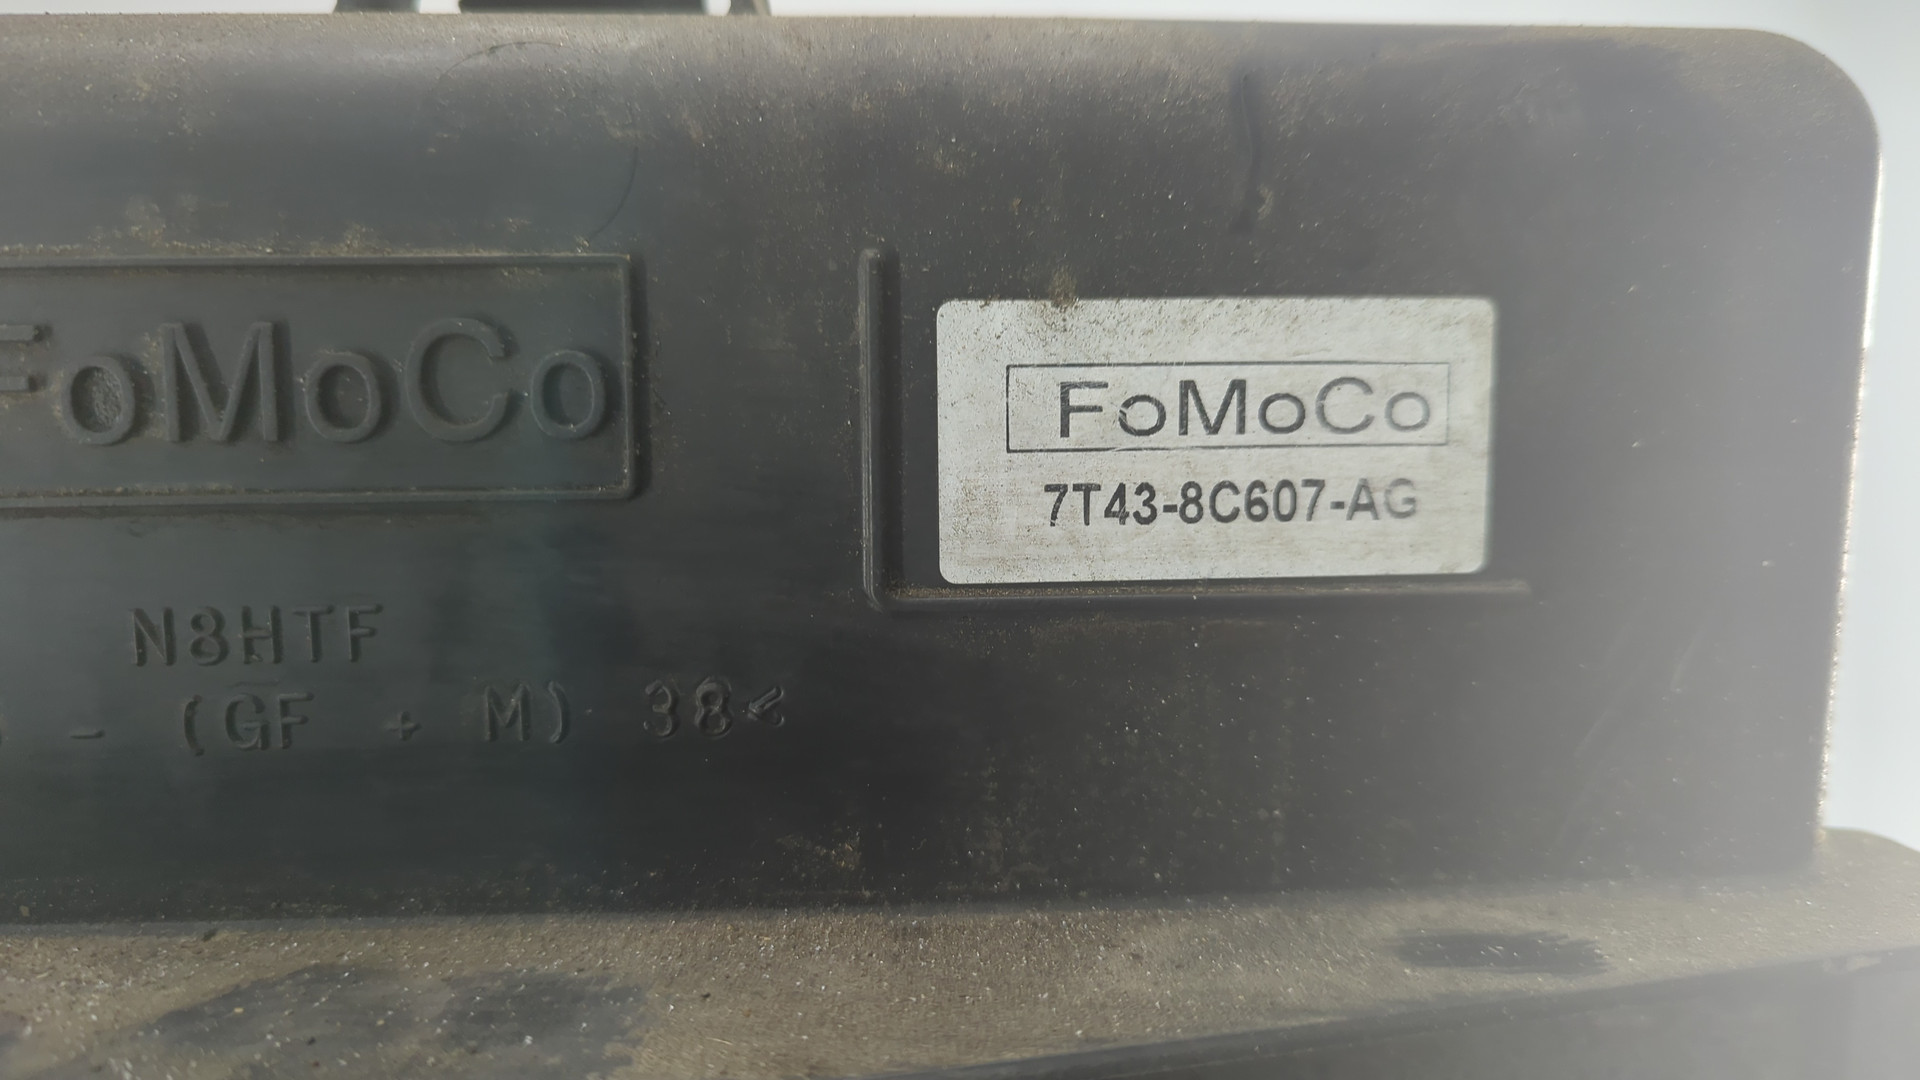 FoMoCo
FoMoCo
7T43-8C607-AG
N8HTF
- (GF + M) 38<